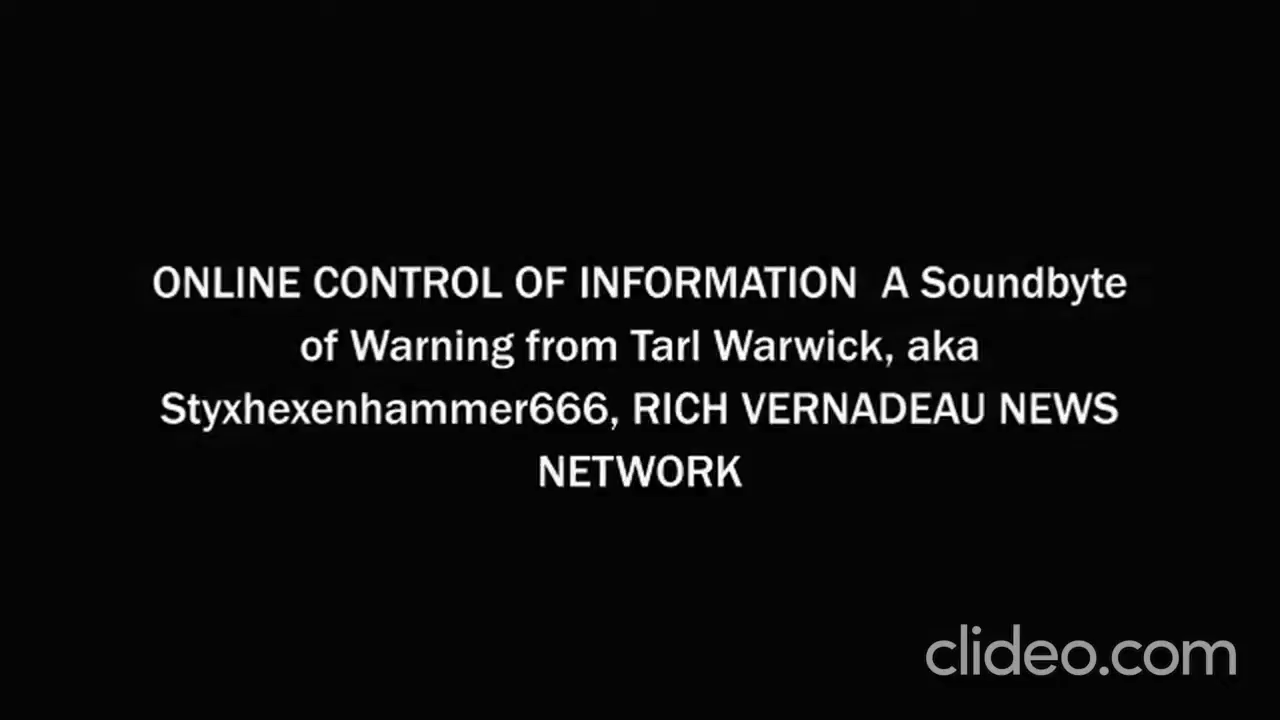 ONLINE CONTROL OF INFORMATION  A Soundbyte
of Warning from Tarl Warwick, aka
Styxhexenhammer666, RICH VERNADEAU NEWS
NETWORK
clideo.com